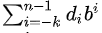 ∑_{i=-k}^{n-1} d_i b^i